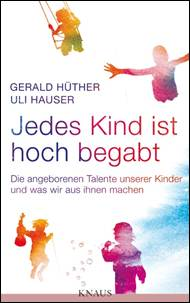 GERALD HÜTHER
ULI HAUSER
Jedes Kind ist
hoch begabt
Die angeborenen Talente unserer Kinder
und was wir aus ihnen machen
KNAUS